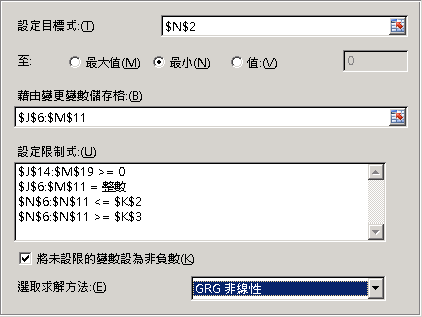 設定目標式:(T) $N$2
至: 最大值(M) 最小(N) 值:(V) 0
藉由變更變數儲存格:(B)
$J$6:$M$11
設定限制式:(U)
$J$14:$M$19 >= 0
$J$6:$M$11 = 整數
$N$6:$N$11 <= $K$2
$N$6:$N$11 >= $K$3
將未設限的變數設為非負數(K)
選取求解方法:(E) GRG 非線性